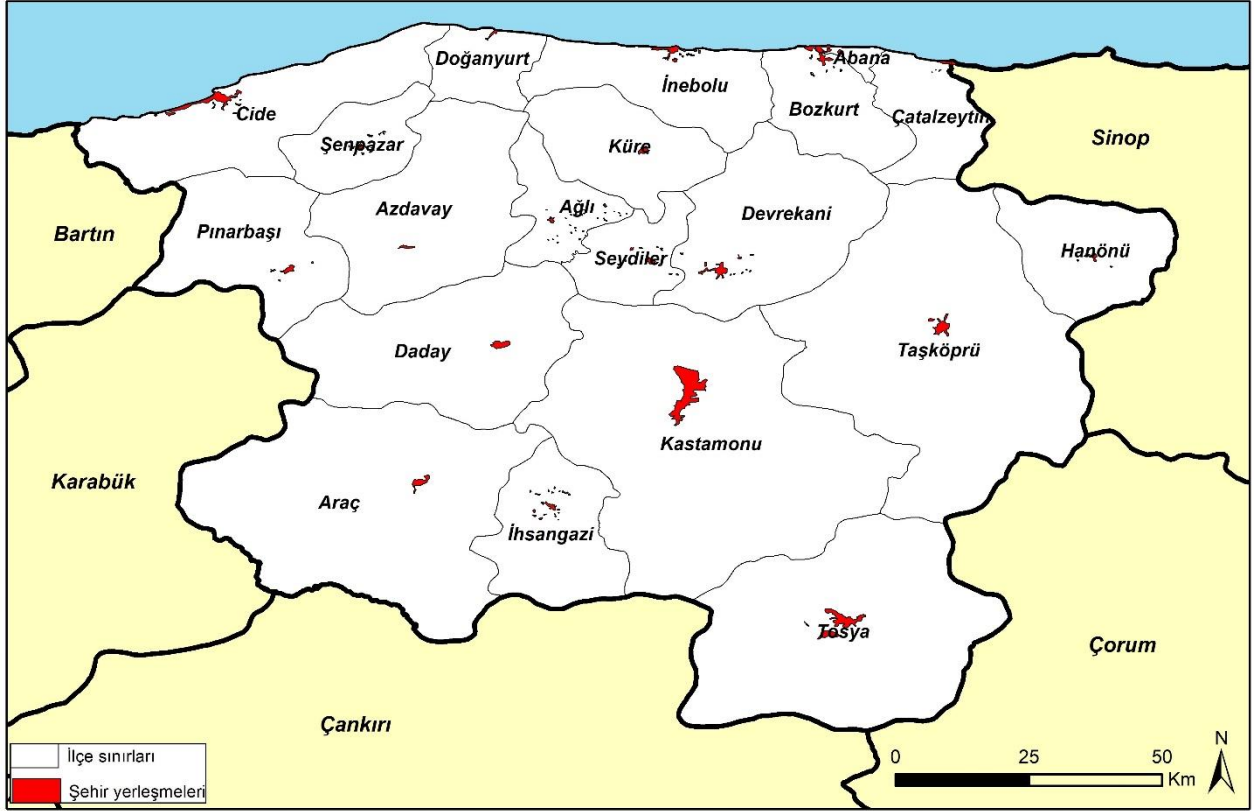 Doğanyurt
Abana
İnebolu
Cide
Bozkurt
Çatalzeytin
Sinop
Şenpazar
Küre
Azdavay
Ağlı
Devrekani
Bartın
Pınarbaşı
Seydiler
Hanönü
Daday
Taşköprü
Kastamonu
Karabük
Araç
İhsangazi
Tosya
Çorum
Çankırı
İlçe sınırları
Şehir yerleşmeleri
0 25 50
Km
N